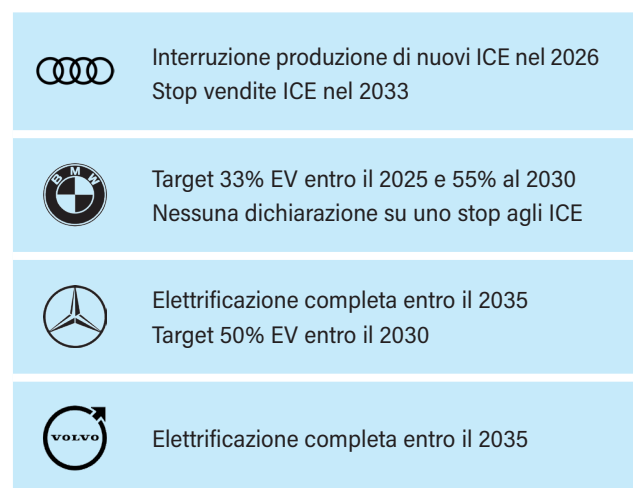 Interruzione produzione di nuovi ICE nel 2026
Stop vendite ICE nel 2033
BMW
Target 33% EV entro il 2025 e 55% al 2030
Nessuna dichiarazione su uno stop agli ICE
Elettrificazione completa entro il 2035
Target 50% EV entro il 2030
VOLVO
Elettrificazione completa entro il 2035